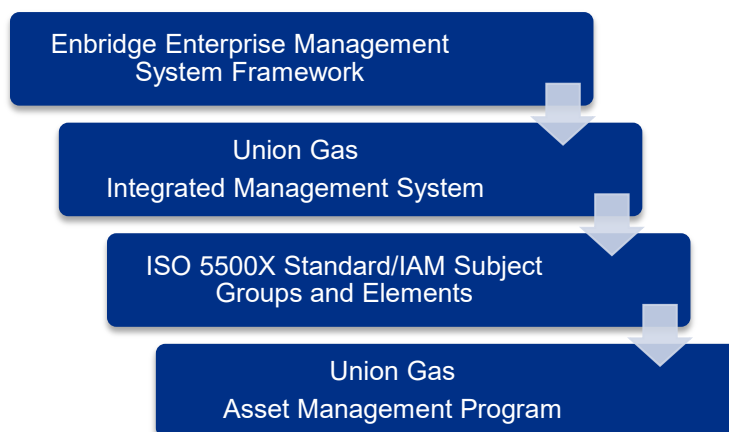 Enbridge Enterprise Management
System Framework
Union Gas
Integrated Management System
ISO 5500X Standard/IAM Subject
Groups and Elements
Union Gas
Asset Management Program